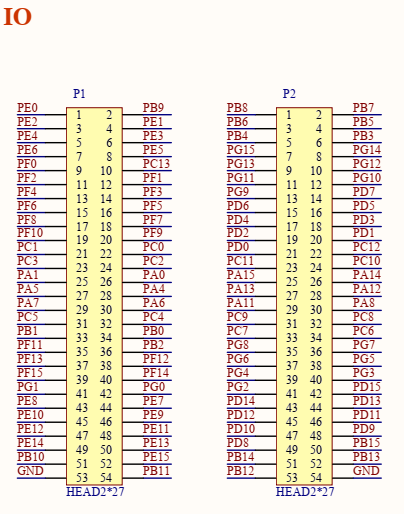 IO
P1 P2
PE0 1 2 PB9 PB8 1 2 PB7
PE2 3 4 PE1 PB6 3 4 PB5
PE4 5 6 PE3 PB4 5 6 PB3
PE6 7 8 PE5 PG15 7 8 PG14
PF0 9 10 PC13 PG13 9 10 PG12
PF2 11 12 PF1 PG11 11 12 PG10
PF4 13 14 PF3 PG9 13 14 PD7
PF6 15 16 PF5 PD6 15 16 PD5
PF8 17 18 PF7 PD4 17 18 PD3
PF10 19 20 PF9 PD2 19 20 PD1
PC1 21 22 PC0 PD0 21 22 PC12
PC3 23 24 PC2 PC11 23 24 PC10
PA1 25 26 PA0 PA15 25 26 PA14
PA5 27 28 PA4 PA13 27 28 PA12
PA7 29 30 PA6 PA11 29 30 PA8
PC5 31 32 PC4 PC9 31 32 PC8
PB1 33 34 PB0 PC7 33 34 PC6
PF11 35 36 PB2 PG8 35 36 PG7
PF13 37 38 PF12 PG6 37 38 PG5
PF15 39 40 PF14 PG4 39 40 PG3
PG1 41 42 PG0 PG2 41 42 PD15
PE8 43 44 PE7 PD14 43 44 PD13
PE10 45 46 PE9 PD12 45 46 PD11
PE12 47 48 PE11 PD10 47 48 PD9
PE14 49 50 PE13 PD8 49 50 PB15
PB10 51 52 PE15 PB14 51 52 PB13
GND 53 54 PB11 PB12 53 54 GND
HEAD2*27 HEAD2*27